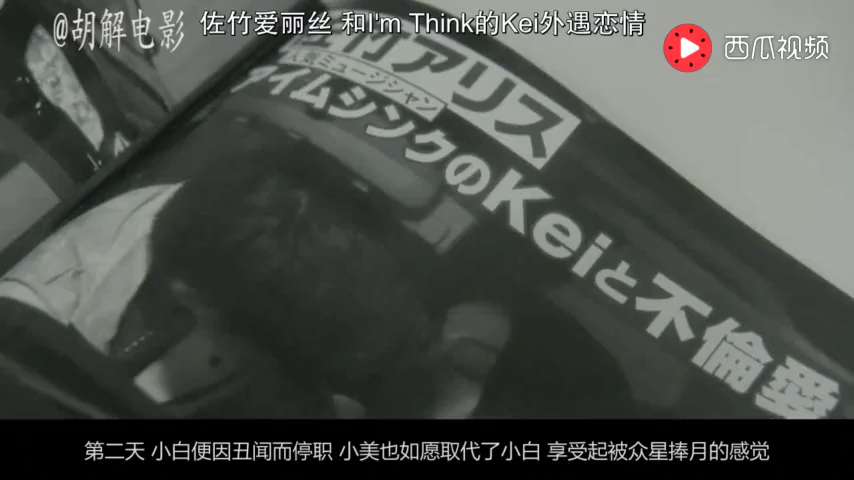 @胡解电影
佐竹爱丽丝 和I'm Think的Kei外遇恋情
西瓜视频
竹アリス
人気ミュージシャン
タイムシンクのKeiと不倫愛
第二天 小白便因丑闻而停职 小美也如愿取代了小白 享受起被众星捧月的感觉